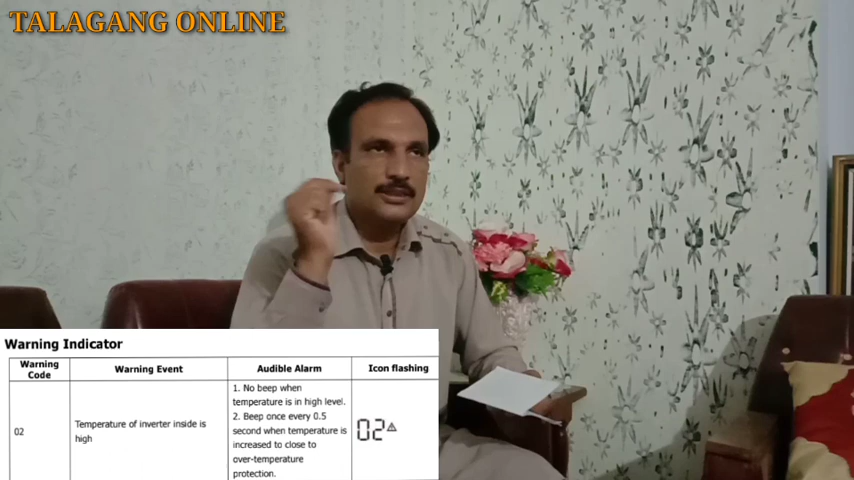 TALAGANG ONLINE
Warning Indicator
Warning Code
Warning Event
Audible Alarm
Icon flashing
02
Temperature of inverter inside is
high
1. No beep when
temperature is in high level.
2. Beep once every 0.5
second when temperature is
increased to close to
over-temperature
protection.
02⚠